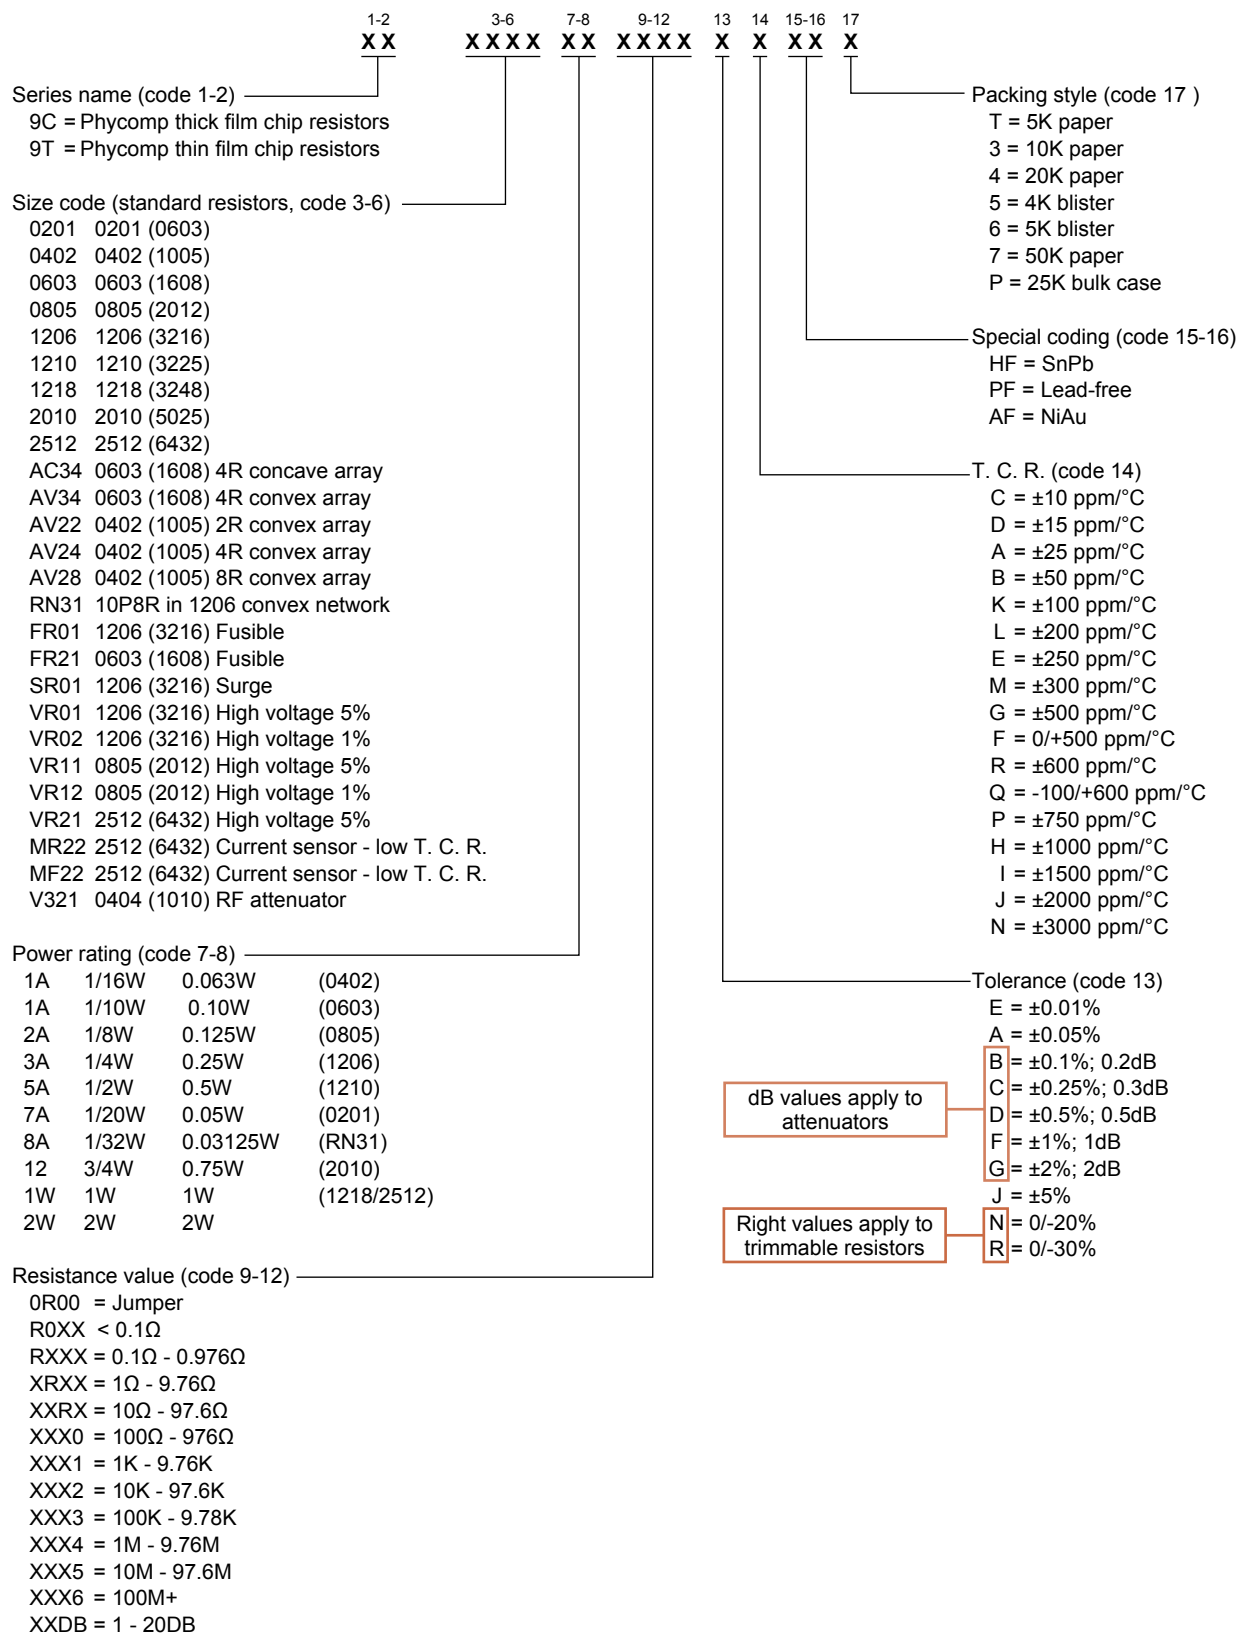 1-2 3-6 7-8 9-12 13 14 15-16 17
X X X X X X X X X X X X X X X X X
Series name (code 1-2)
9C = Phycomp thick film chip resistors
9T = Phycomp thin film chip resistors
Size code (standard resistors, code 3-6)
0201 0201 (0603)
0402 0402 (1005)
0603 0603 (1608)
0805 0805 (2012)
1206 1206 (3216)
1210 1210 (3225)
1218 1218 (3248)
2010 2010 (5025)
2512 2512 (6432)
AC34 0603 (1608) 4R concave array
AV34 0603 (1608) 4R convex array
AV22 0402 (1005) 2R convex array
AV24 0402 (1005) 4R convex array
AV28 0402 (1005) 8R convex array
RN31 10P8R in 1206 convex network
FR01 1206 (3216) Fusible
FR21 0603 (1608) Fusible
SR01 1206 (3216) Surge
VR01 1206 (3216) High voltage 5%
VR02 1206 (3216) High voltage 1%
VR11 0805 (2012) High voltage 5%
VR12 0805 (2012) High voltage 1%
VR21 2512 (6432) High voltage 5%
MR22 2512 (6432) Current sensor - low T. C. R.
MF22 2512 (6432) Current sensor - low T. C. R.
V321 0404 (1010) RF attenuator
Power rating (code 7-8)
1A 1/16W 0.063W (0402)
1A 1/10W 0.10W (0603)
2A 1/8W 0.125W (0805)
3A 1/4W 0.25W (1206)
5A 1/2W 0.5W (1210)
7A 1/20W 0.05W (0201)
8A 1/32W 0.03125W (RN31)
12 3/4W 0.75W (2010)
1W 1W 1W (1218/2512)
2W 2W 2W
Resistance value (code 9-12)
0R00 = Jumper
R0XX < 0.1Ω
RXXX = 0.1Ω - 0.976Ω
XRXX = 1Ω - 9.76Ω
XXRX = 10Ω - 97.6Ω
XXX0 = 100Ω - 976Ω
XXX1 = 1K - 9.76K
XXX2 = 10K - 97.6K
XXX3 = 100K - 9.78K
XXX4 = 1M - 9.76M
XXX5 = 10M - 97.6M
XXX6 = 100M+
XXDB = 1 - 20DB
Packing style (code 17 )
T = 5K paper
3 = 10K paper
4 = 20K paper
5 = 4K blister
6 = 5K blister
7 = 50K paper
P = 25K bulk case
Special coding (code 15-16)
HF = SnPb
PF = Lead-free
AF = NiAu
T. C. R. (code 14)
C = ±10 ppm/°C
D = ±15 ppm/°C
A = ±25 ppm/°C
B = ±50 ppm/°C
K = ±100 ppm/°C
L = ±200 ppm/°C
E = ±250 ppm/°C
M = ±300 ppm/°C
G = ±500 ppm/°C
F = 0/+500 ppm/°C
R = ±600 ppm/°C
Q = -100/+600 ppm/°C
P = ±750 ppm/°C
H = ±1000 ppm/°C
I = ±1500 ppm/°C
J = ±2000 ppm/°C
N = ±3000 ppm/°C
Tolerance (code 13)
E = ±0.01%
A = ±0.05%
B = ±0.1%; 0.2dB
C = ±0.25%; 0.3dB
D = ±0.5%; 0.5dB
F = ±1%; 1dB
G = ±2%; 2dB
J = ±5%
N = 0/-20%
R = 0/-30%
dB values apply to
attenuators
Right values apply to
trimmable resistors